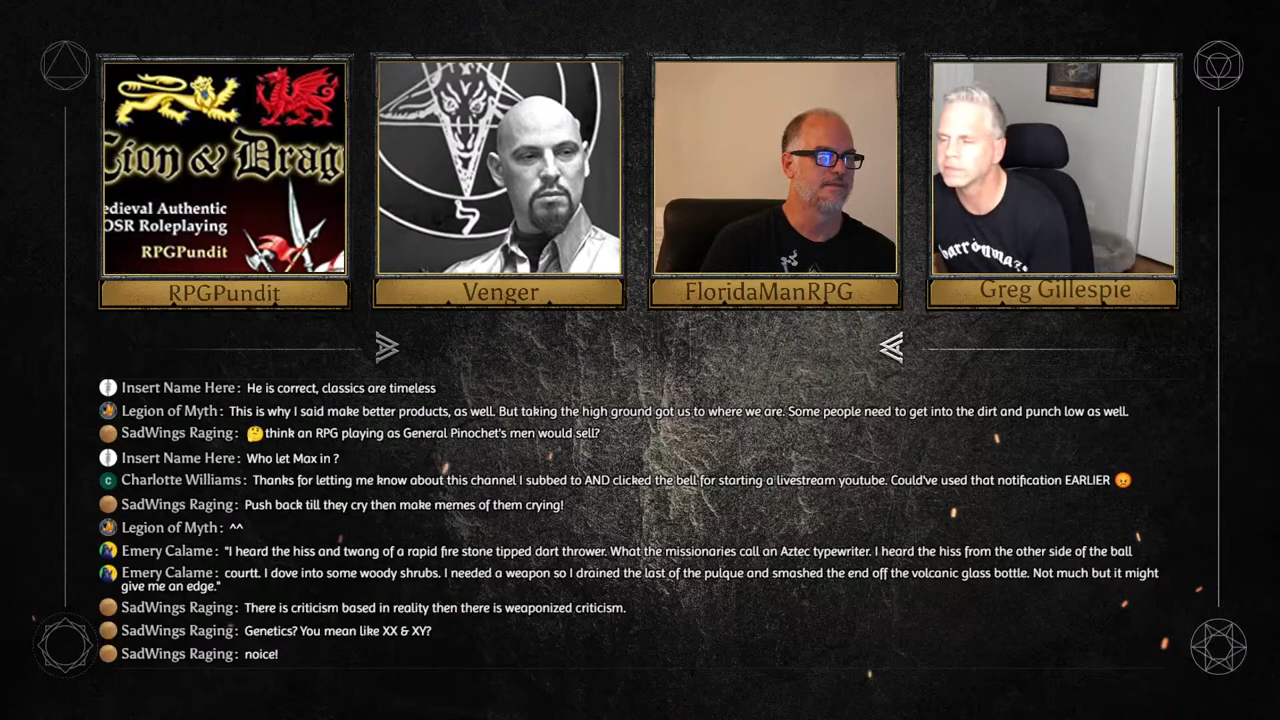 Lion & Drag
edieval Authentic
OSR Roleplaying
RPGPundit
barrowmaz
RPGPundit
Venger
FloridaManRPG
Greg Gillespie
Insert Name Here: He is correct, classics are timeless
Legion of Myth: This is why I said make better products, as well. But taking the high ground got us to where we are. Some people need to get into the dirt and punch low as well.
SadWings Raging: 🤔think an RPG playing as General Pinochet's men would sell?
Insert Name Here: Who let Max in ?
C Charlotte Williams: Thanks for letting me know about this channel I subbed to AND clicked the bell for starting a livestream youtube. Could've used that notification EARLIER 😡
SadWings Raging: Push back till they cry then make memes of them crying!
Legion of Myth: ^^
Emery Calame: "I heard the hiss and twang of a rapid fire stone tipped dart thrower. What the missionaries call an Aztec typewriter. I heard the hiss from the other side of the ball
Emery Calame: courtt. I dove into some woody shrubs. I needed a weapon so I drained the last of the pulque and smashed the end off the volcanic glass bottle. Not much but it might
give me an edge."
SadWings Raging: There is criticism based in reality then there is weaponized criticism.
SadWings Raging: Genetics? You mean like XX & XY?
SadWings Raging: noice!